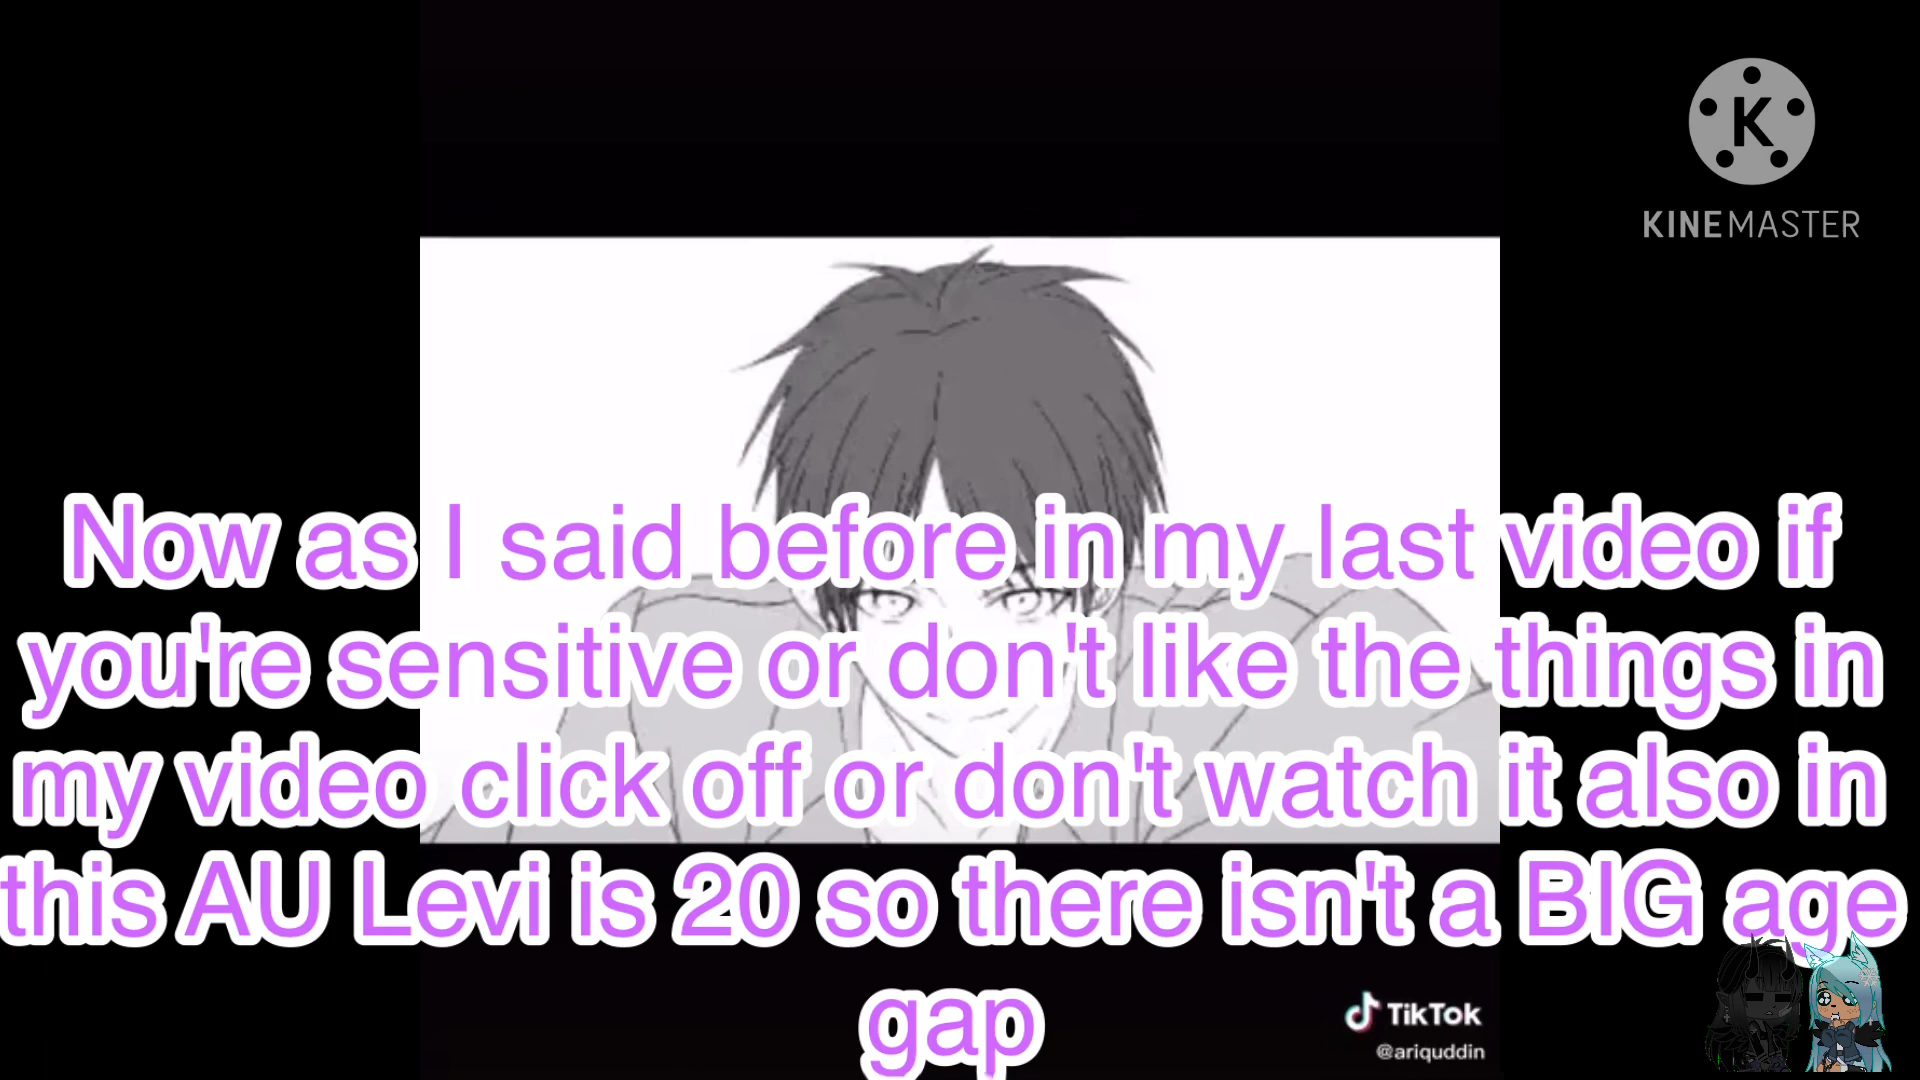 K
KINEMASTER
Now as I said before in my last video if
you're sensitive or don't like the things in
my video click off or don't watch it also in
this AU Levi is 20 so there isn't a BIG age
gap
TikTok
@ariquddin